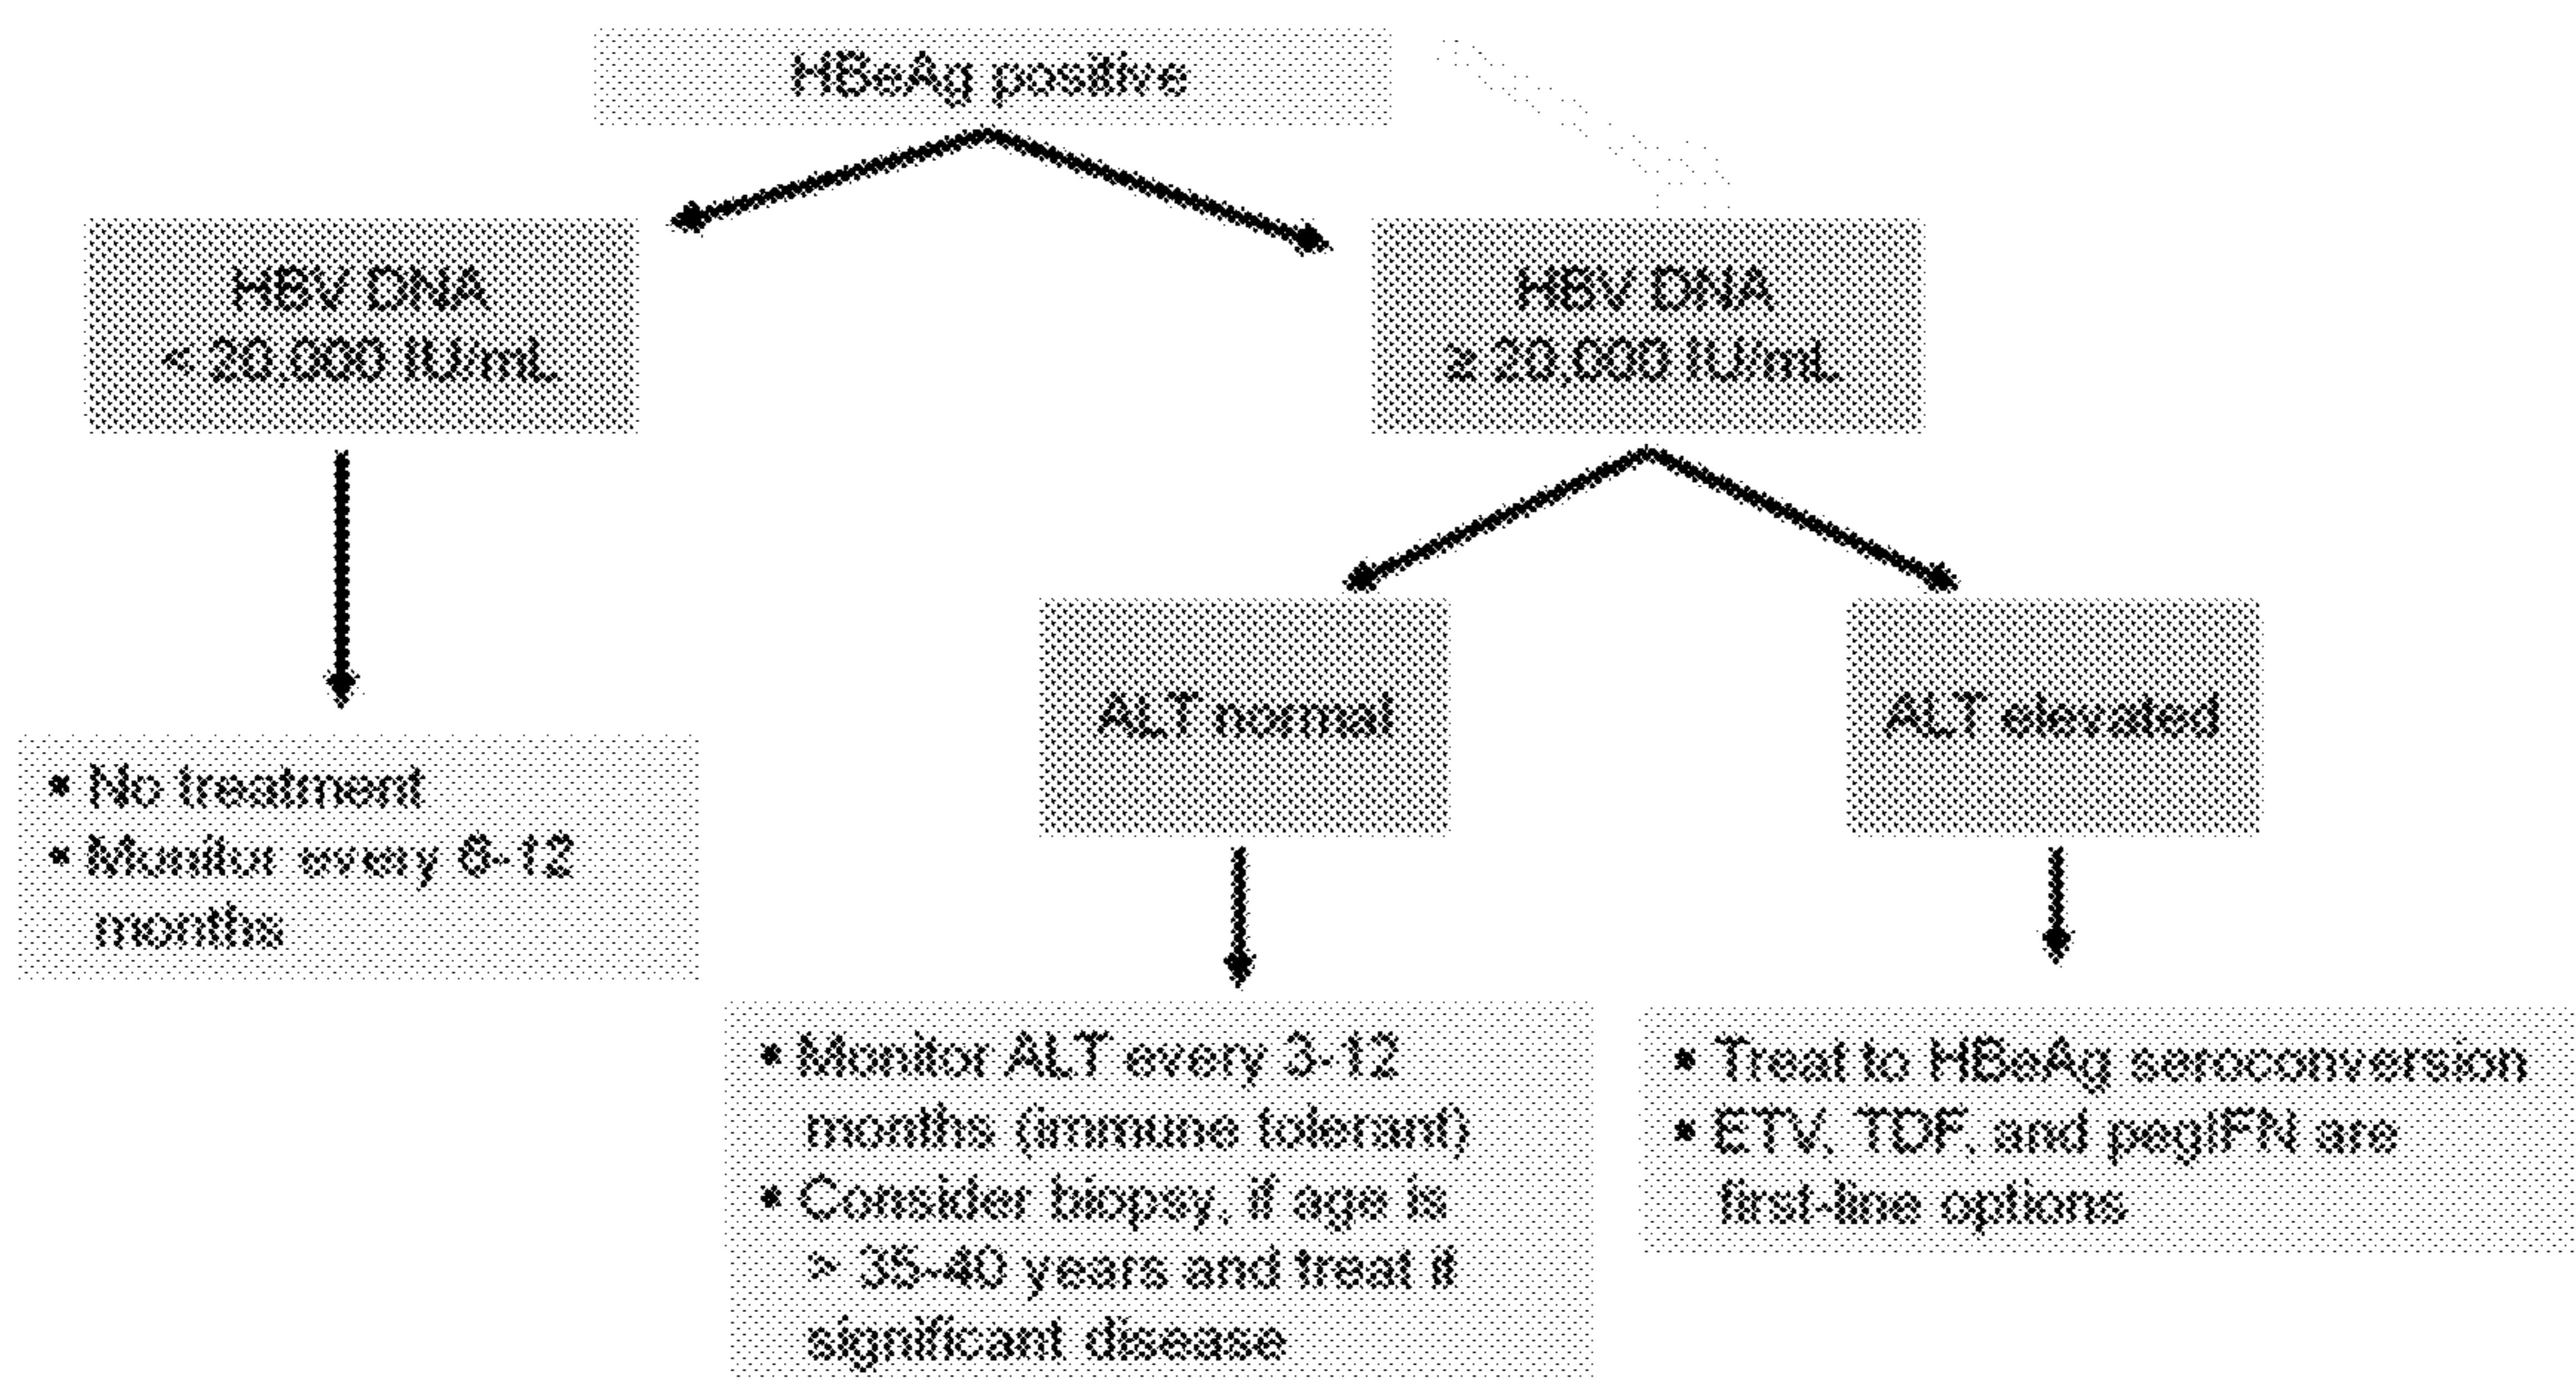 HBeAg positive
HBV DNA
< 20,000 IU/mL
HBV DNA
≥ 20,000 IU/mL
ALT normal
ALT elevated
• No treatment
• Monitor every 6-12
months
• Monitor ALT every 3-12
months (immune tolerant)
• Consider biopsy, if age is
> 35-40 years and treat if
significant disease
• Treat to HBeAg seroconversion
• ETV, TDF, and pegIFN are
first-line options